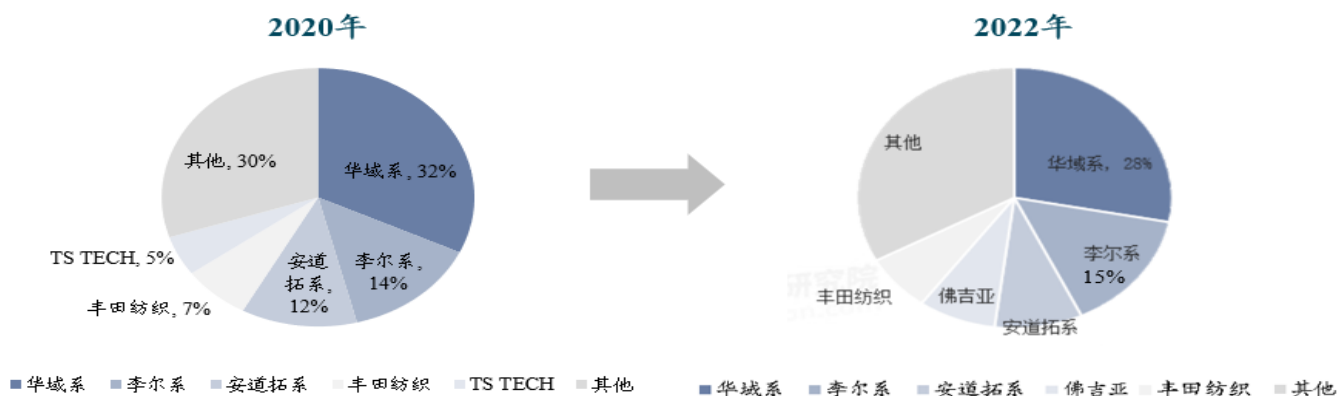 2020年
其他, 30%
华域系, 32%
TS TECH, 5%
丰田纺织, 7%
安道
拓系,
12%
李尔系,
14%
华域系
李尔系
安道拓系
丰田纺织
TS TECH
其他
2022年
其他
华域系, 28%
李尔系
15%
丰田纺织
佛吉亚
安道拓系
研究院
华域系
李尔系
安道拓系
佛吉亚
丰田纺织
其他